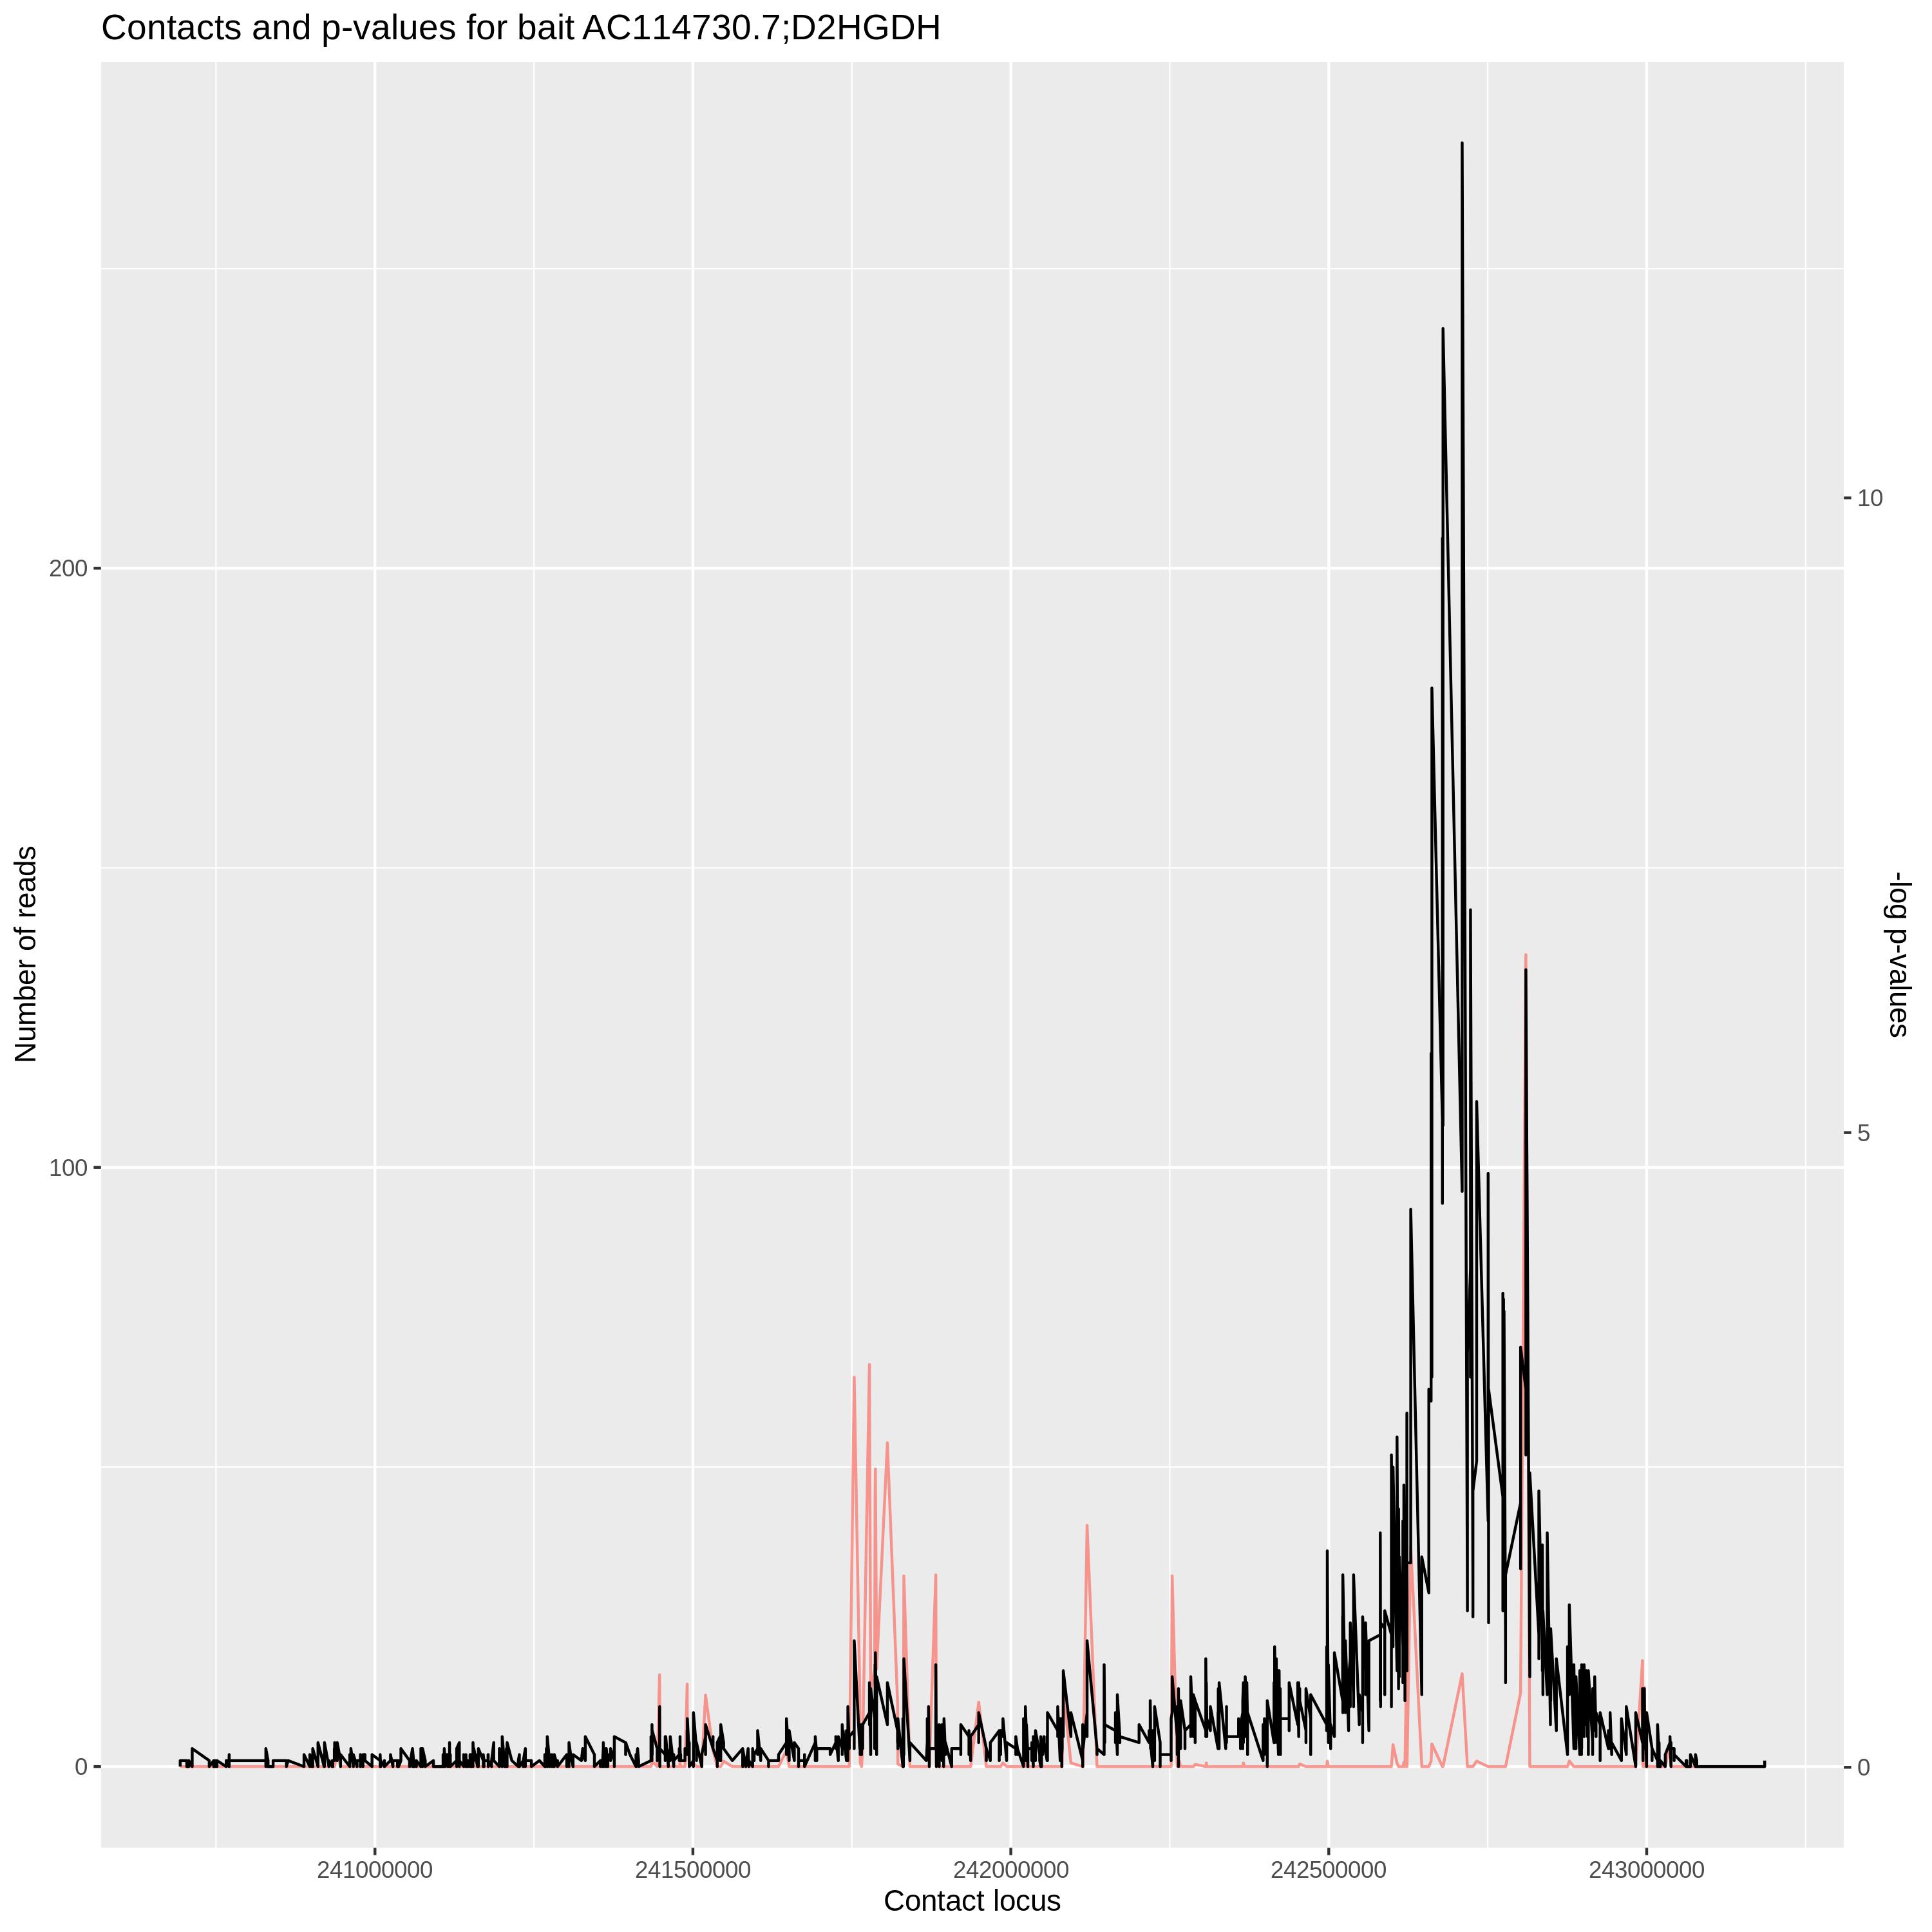 Contacts and p-values for bait AC114730.7;D2HGDH
200
100
0
Number of reads
10
5
0
-log p-values
241000000
241500000
242000000
242500000
243000000
Contact locus